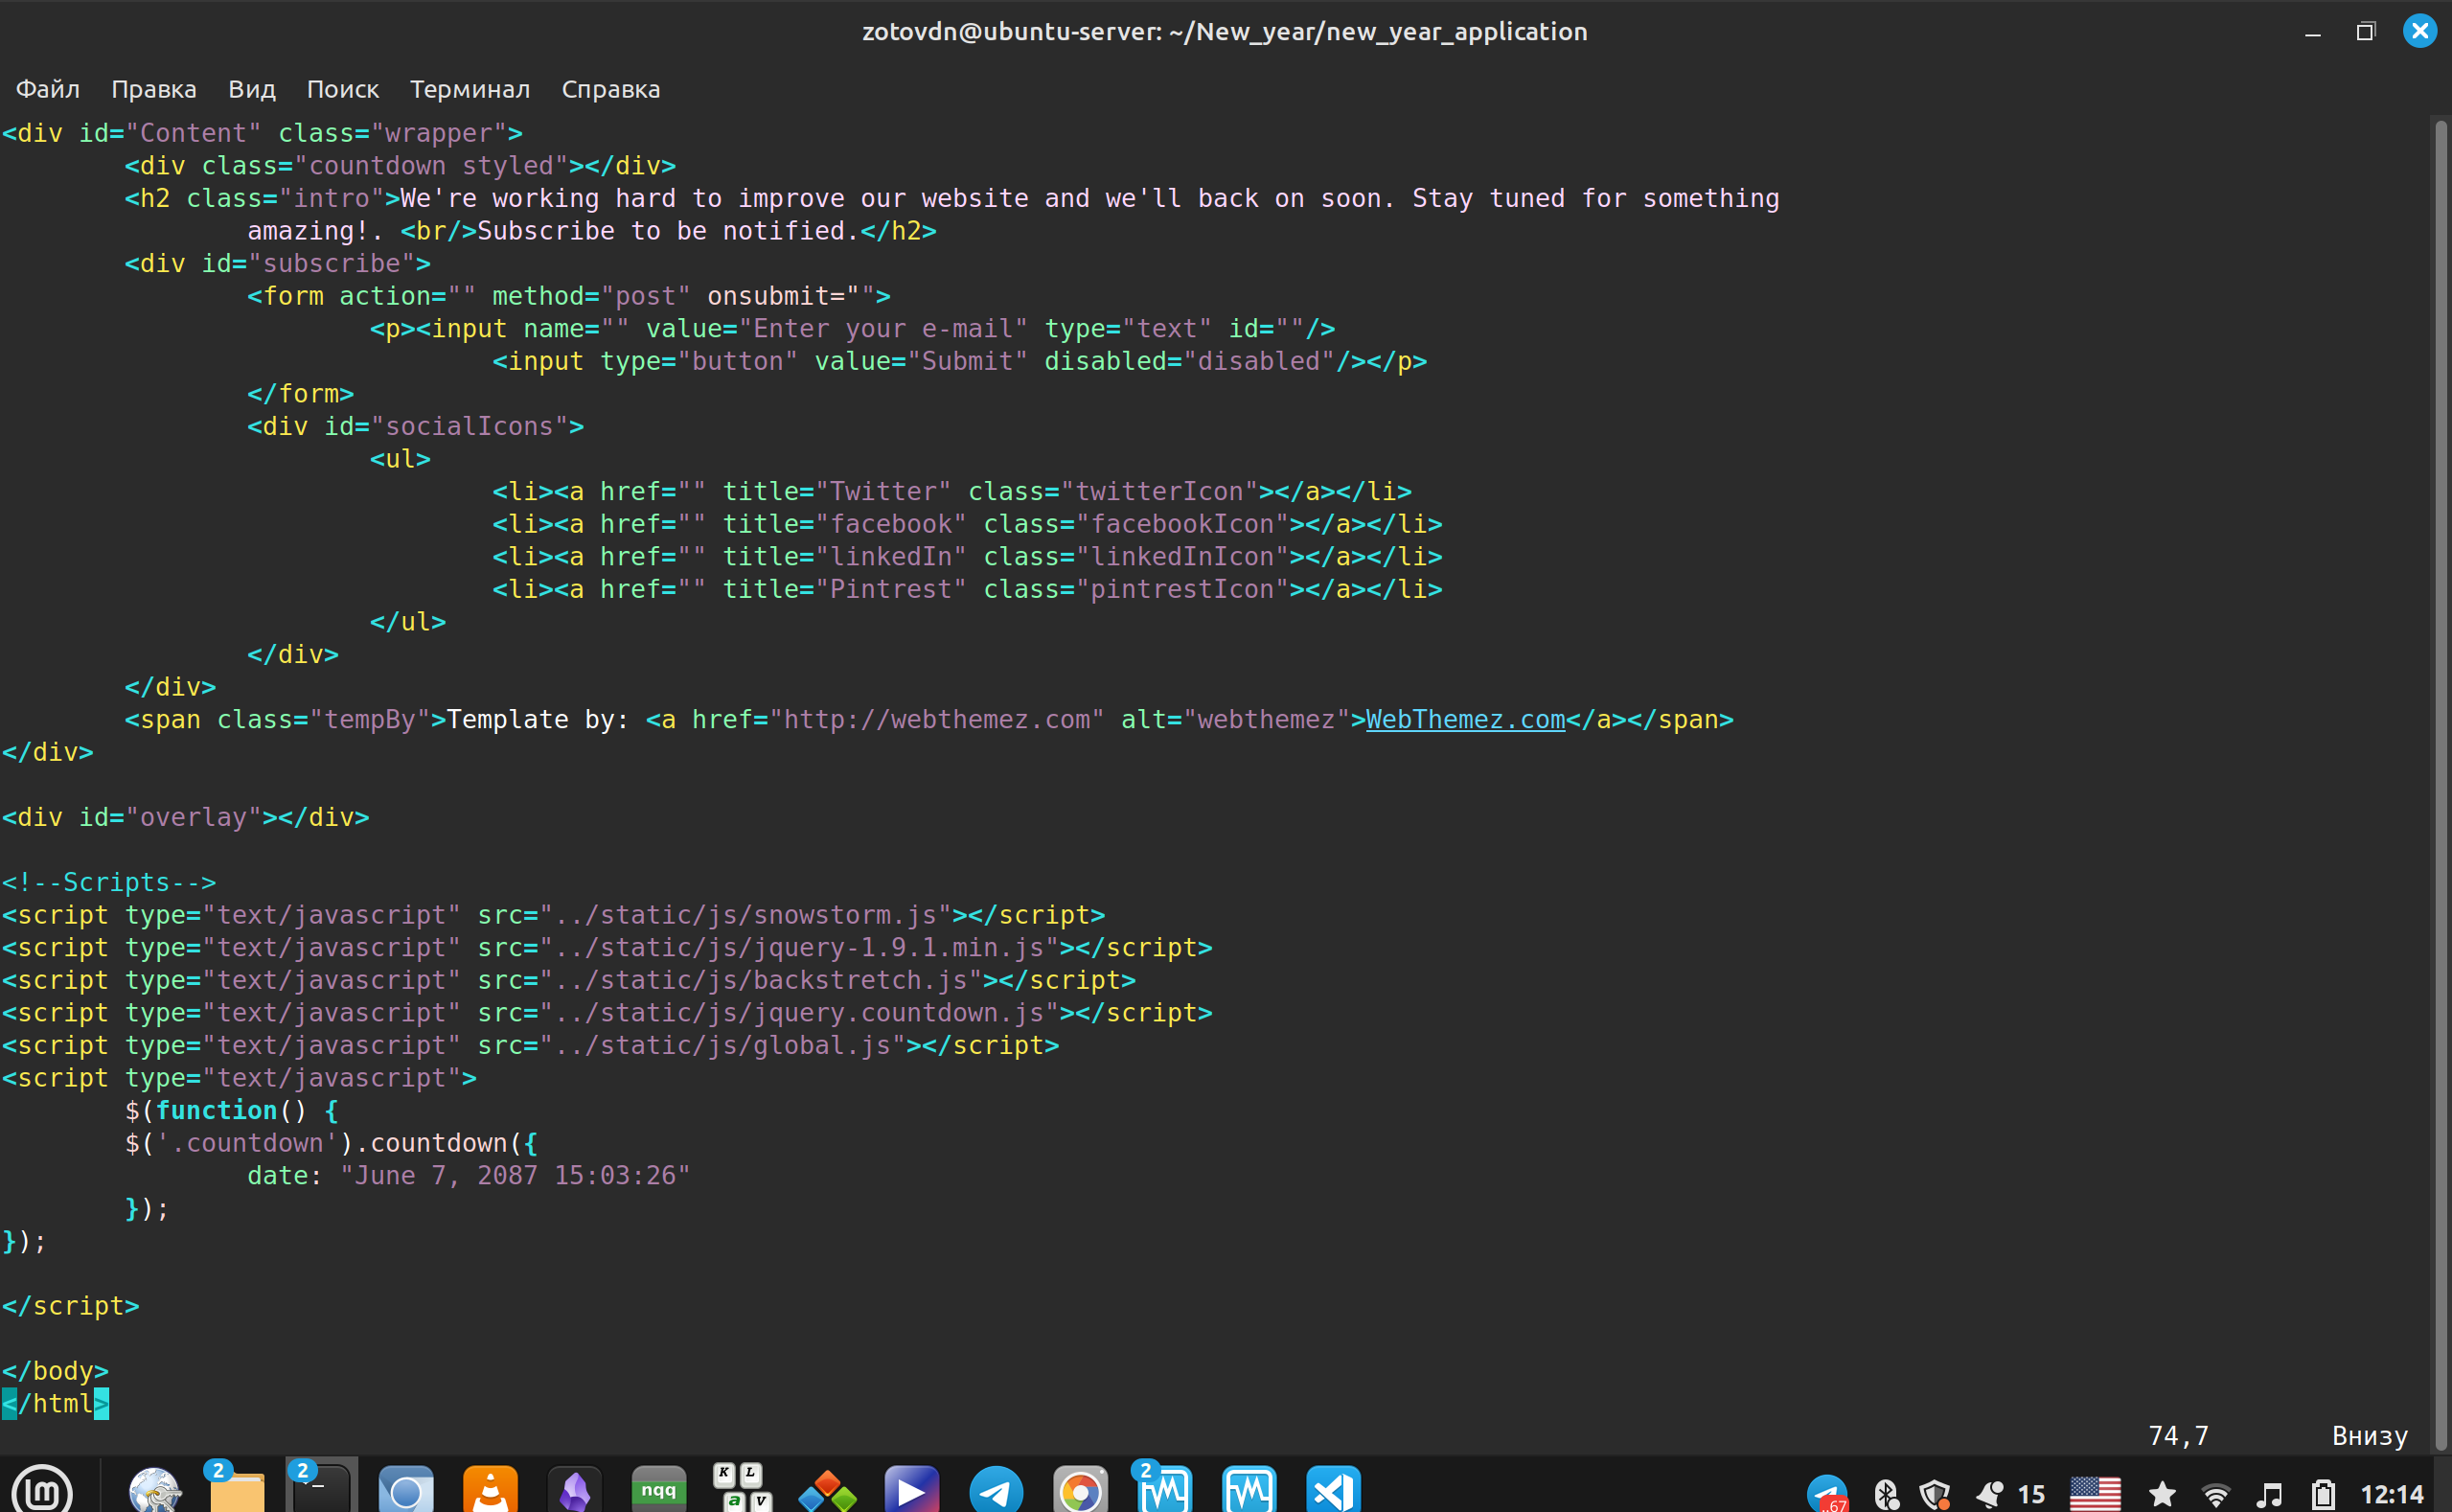 zotovdn@ubuntu-server: ~/New_year/new_year_application
Файл Правка Вид Поиск Терминал Справка
<div id="Content" class="wrapper">
        <div class="countdown styled"></div>
        <h2 class="intro">We're working hard to improve our website and we'll back on soon. Stay tuned for something
                amazing!. <br/>Subscribe to be notified.</h2>
        <div id="subscribe">
                <form action="" method="post" onsubmit="">
                        <p><input name="" value="Enter your e-mail" type="text" id=""/>
                                <input type="button" value="Submit" disabled="disabled"/></p>
                </form>
                <div id="socialIcons">
                        <ul>
                                <li><a href="" title="Twitter" class="twitterIcon"></a></li>
                                <li><a href="" title="facebook" class="facebookIcon"></a></li>
                                <li><a href="" title="linkedIn" class="linkedInIcon"></a></li>
                                <li><a href="" title="Pintrest" class="pintrestIcon"></a></li>
                        </ul>
                </div>
        </div>
        <span class="tempBy">Template by: <a href="http://webthemez.com" alt="webthemez">WebThemez.com</a></span>
</div>

<div id="overlay"></div>

<!--Scripts-->
<script type="text/javascript" src="../static/js/snowstorm.js"></script>
<script type="text/javascript" src="../static/js/jquery-1.9.1.min.js"></script>
<script type="text/javascript" src="../static/js/backstretch.js"></script>
<script type="text/javascript" src="../static/js/jquery.countdown.js"></script>
<script type="text/javascript" src="../static/js/global.js"></script>
<script type="text/javascript">
        $(function() {
        $('.countdown').countdown({
                date: "June 7, 2087 15:03:26"
        });
});

</script>

</body>
</html>
74,7 Внизу
2 2 nqq K L a v 2 ..67 15 12:14